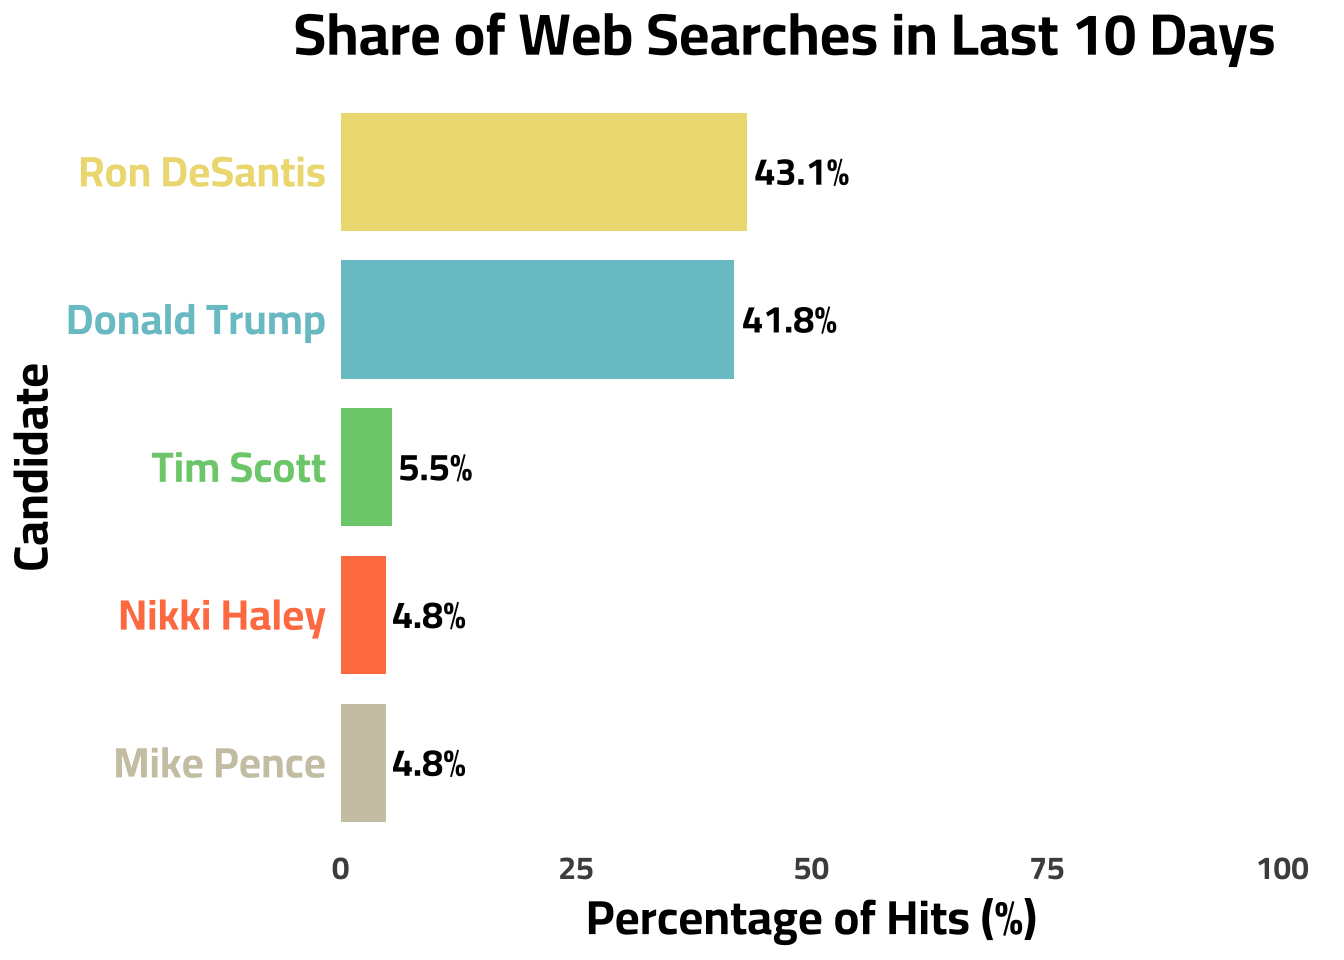 Share of Web Searches in Last 10 Days
Ron DeSantis
43.1%
Donald Trump
41.8%
Tim Scott
5.5%
Nikki Haley
4.8%
Mike Pence
4.8%
Candidate
0 25 50 75 100
Percentage of Hits (%)